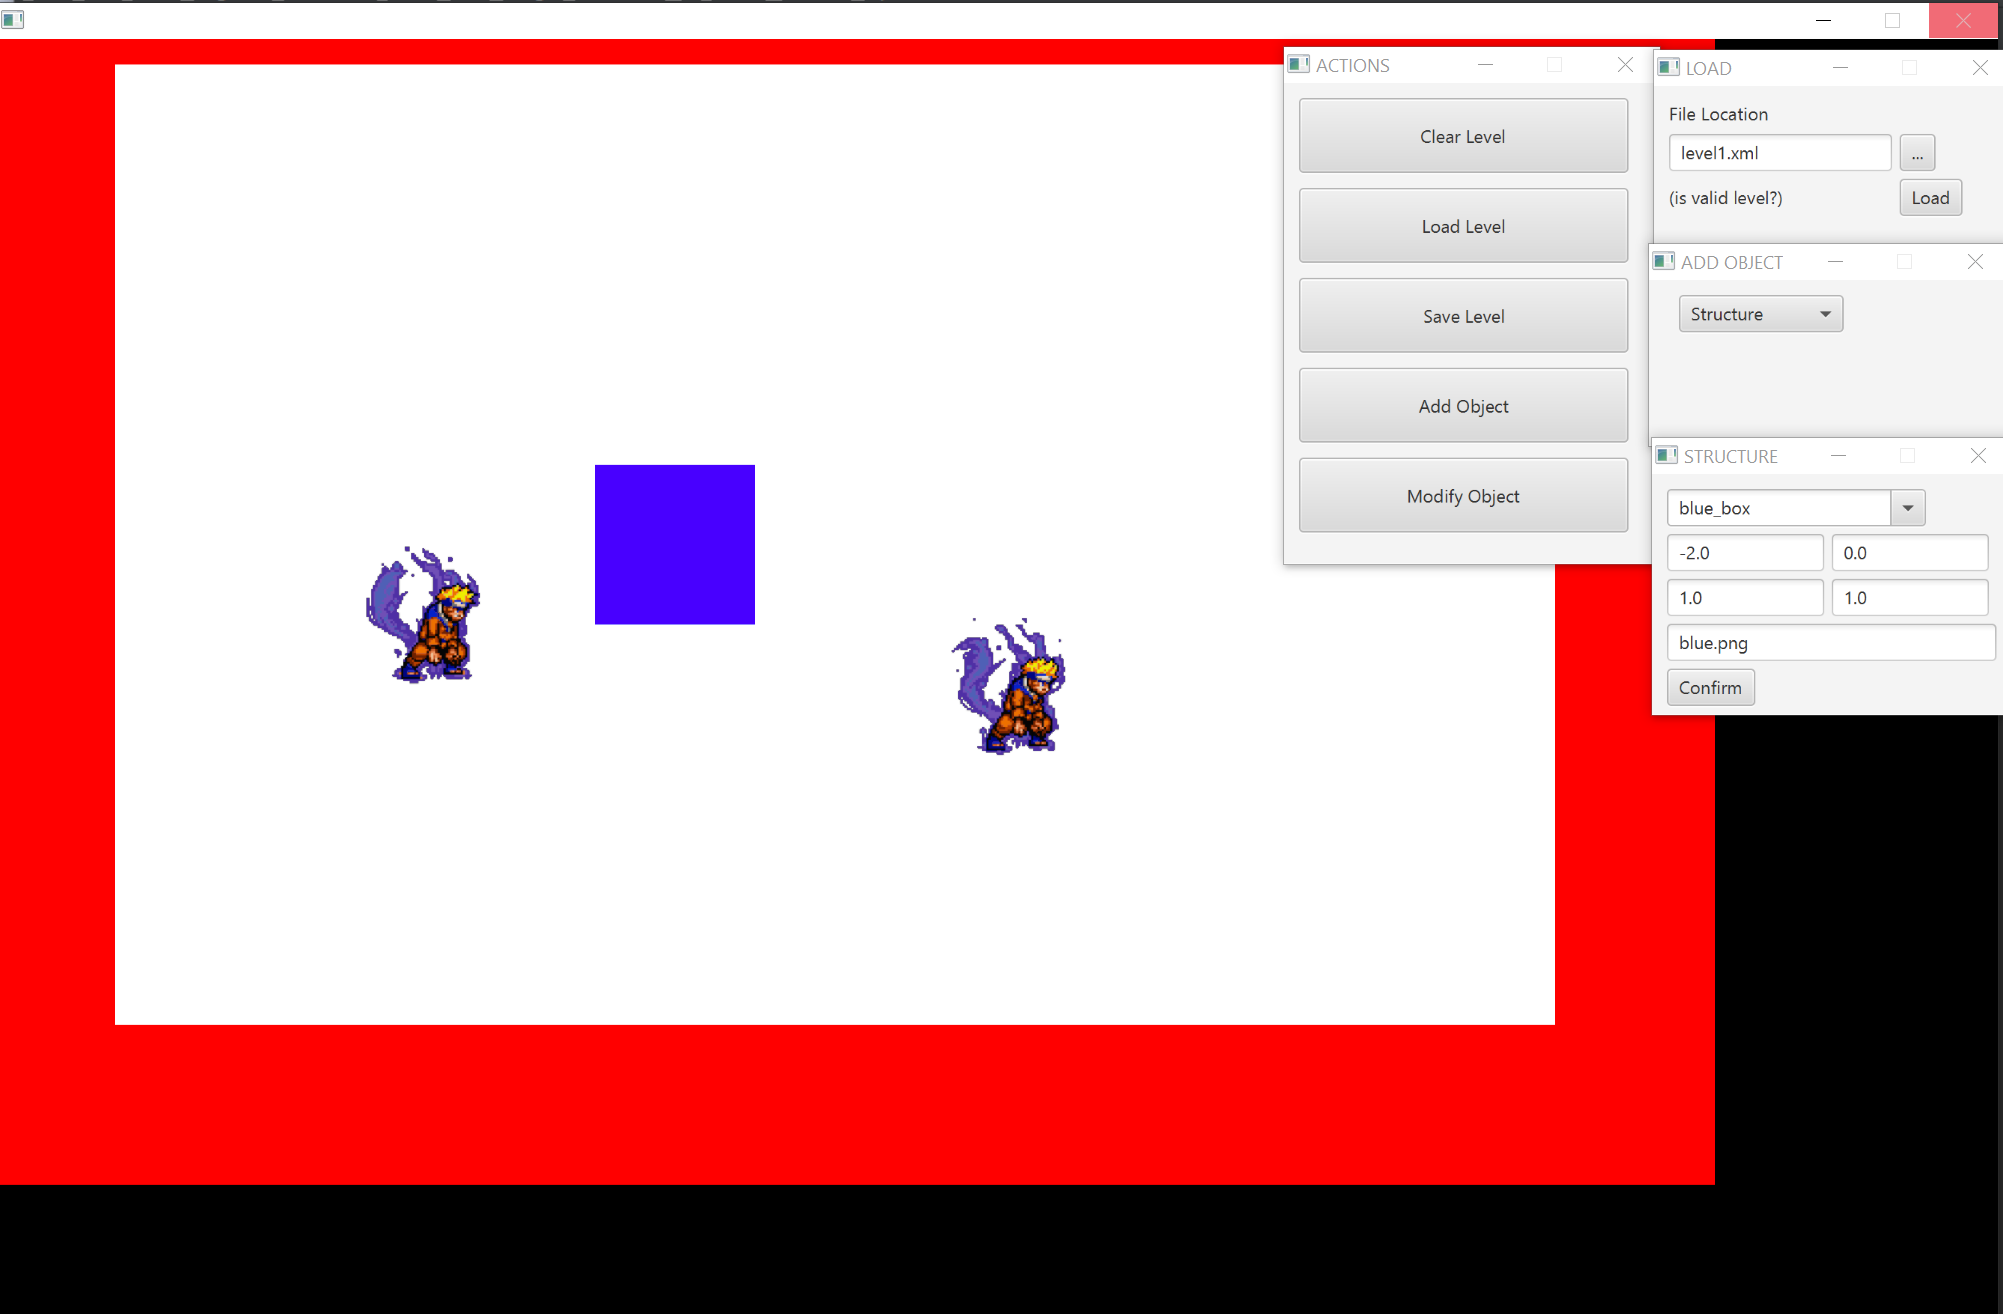 ACTIONS
Clear Level
Load Level
Save Level
Add Object
Modify Object
LOAD
File Location
level1.xml
...
(is valid level?)
Load
ADD OBJECT
Structure
STRUCTURE
blue_box
-2.0 0.0
1.0 1.0
blue.png
Confirm